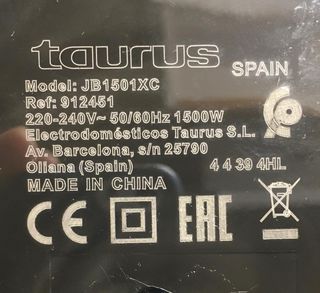 taurus
SPAIN
Model: JB1501XC
Ref: 912451
220-240V~ 50/60Hz 1500W
Electrodomésticos Taurus S.L.
Av. Barcelona, s/n 25790
Oliana (Spain) 4 4 39 4HL
MADE IN CHINA
CE EAC